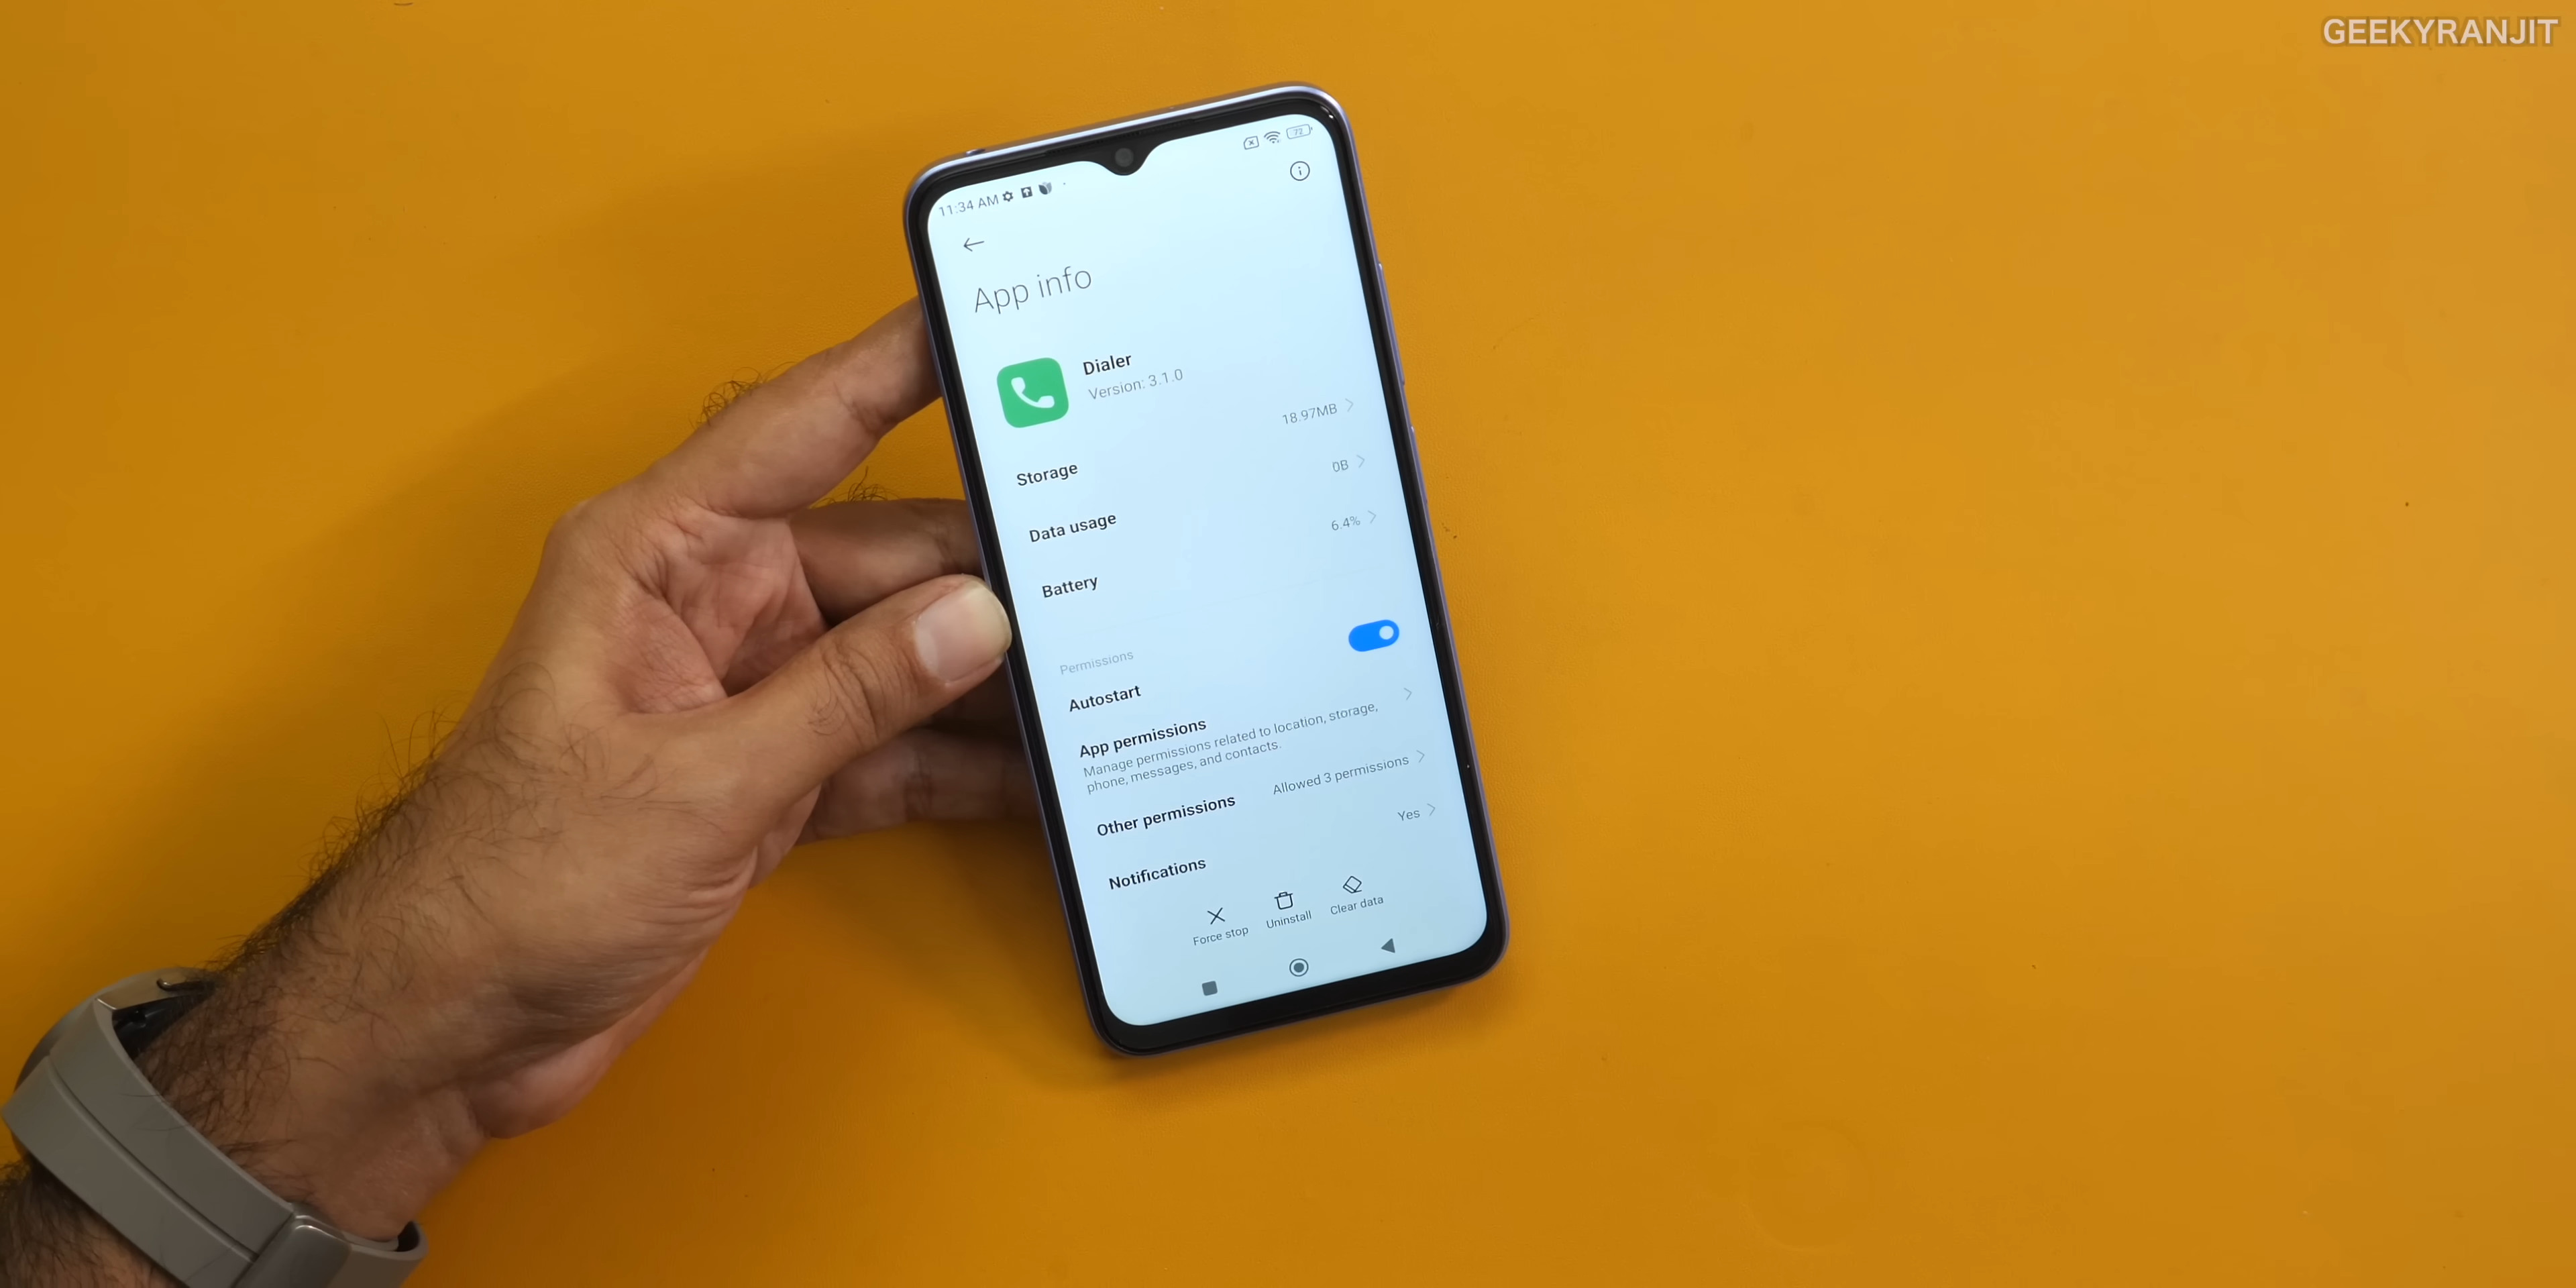 GEEKYRANJIT
11:34 AM
72
App info
Dialer
Version: 3.1.0
Storage 18.97MB
Data usage 0B
Battery 6.4%
Permissions
Autostart
App permissions
Manage permissions related to location, storage,
phone, messages, and contacts.
Other permissions Allowed 3 permissions
Notifications Yes
Force stop Uninstall Clear data